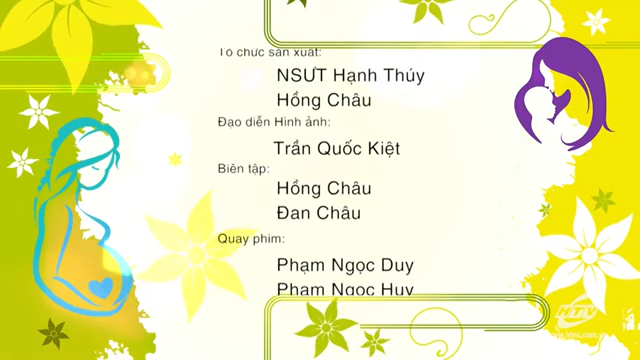 Tổ chức sản xuất:
NSƯT Hạnh Thúy
Hồng Châu
Đạo diễn Hình ảnh:
Trần Quốc Kiệt
Biên tập:
Hồng Châu
Đan Châu
Quay phim:
Phạm Ngọc Duy
Phạm Ngọc Huy